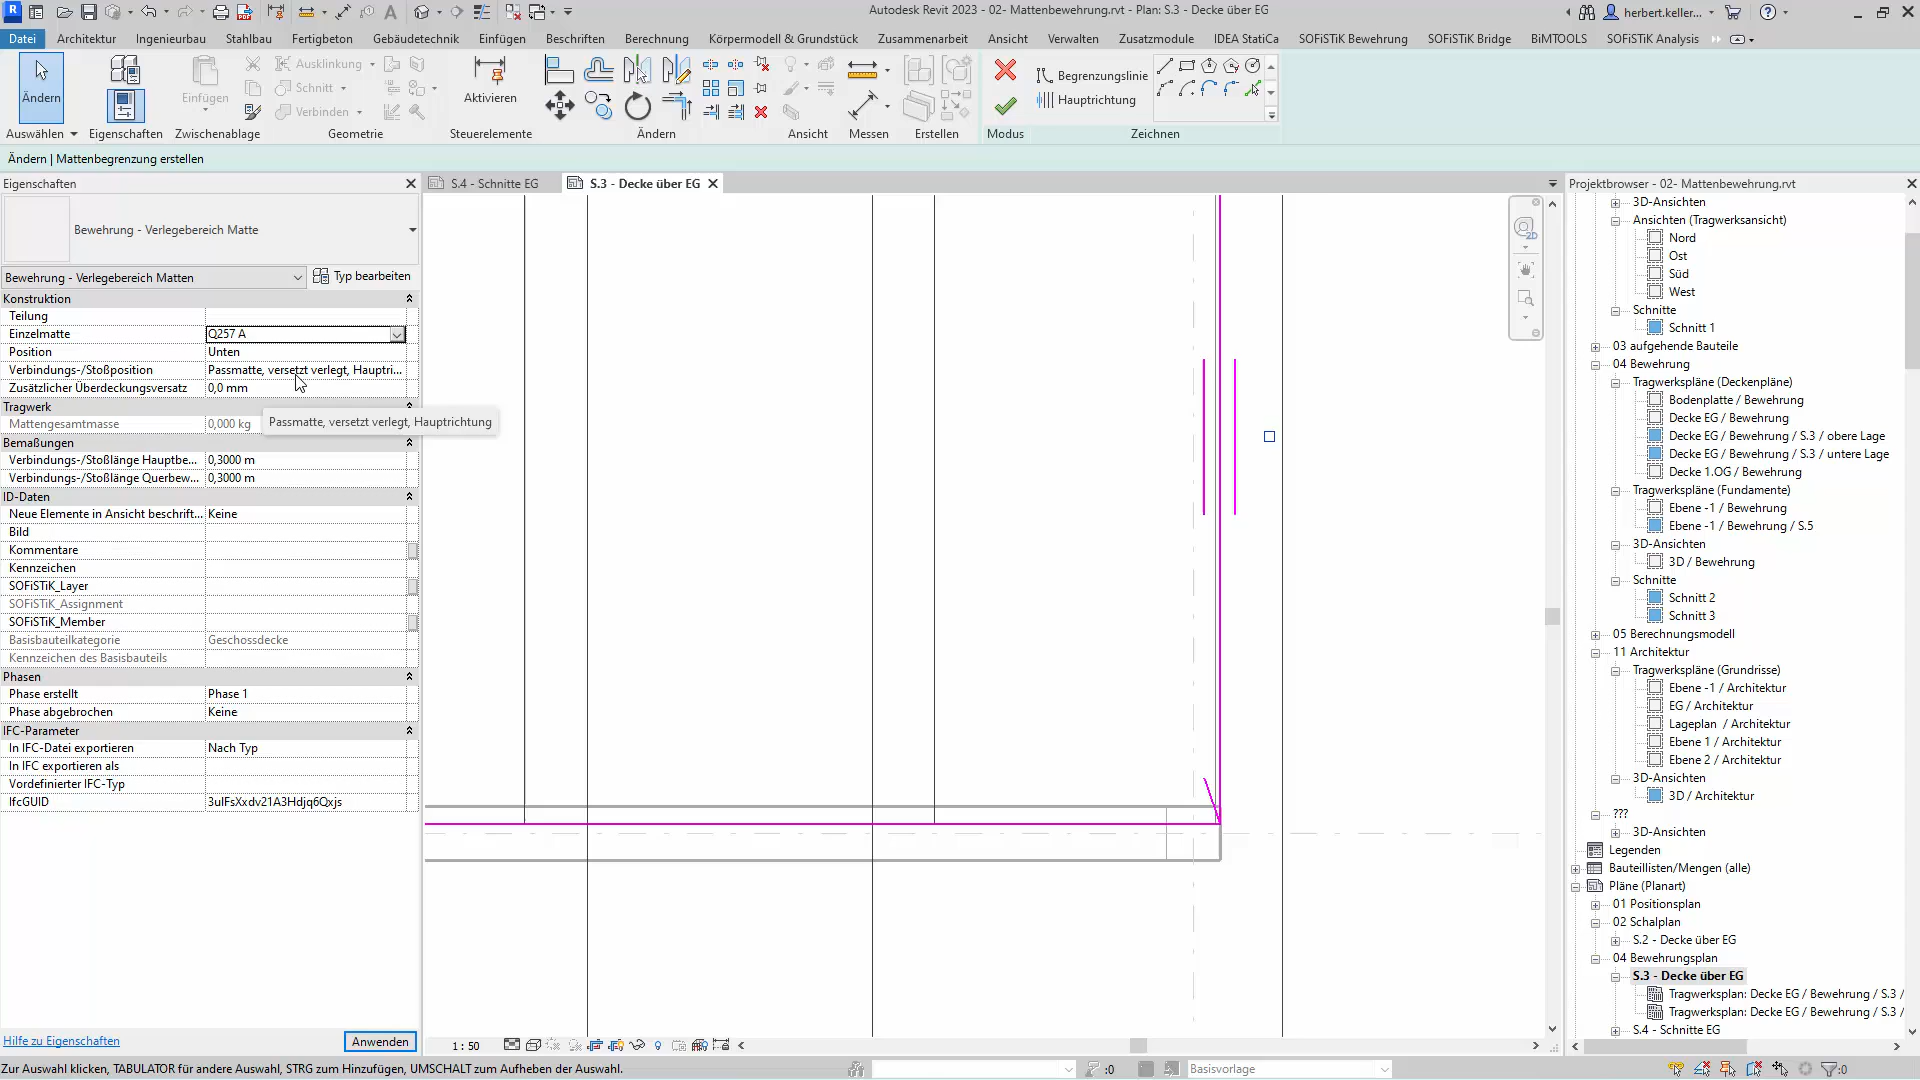 Autodesk Revit 2023 - 02- Mattenbewehrung.rvt - Plan: S.3 - Decke über EG
herbert.keller...
Datei Architektur Ingenieurbau Stahlbau Fertigbeton Gebäudetechnik Einfügen Beschriften Berechnung Körpermodell & Grundstück Zusammenarbeit Ansicht Verwalten Zusatzmodule IDEA StatiCa SOFiSTiK Bewehrung SOFiSTiK Bridge BiMTOOLS SOFiSTiK Analysis
Ändern
Einfügen
Ausklinkung
Schnitt
Verbinden
Aktivieren
Begrenzungslinie
Hauptrichtung
Auswählen Eigenschaften Zwischenablage Geometrie Steuerelemente Ändern Ansicht Messen Erstellen Modus Zeichnen
Ändern | Mattenbegrenzung erstellen
Eigenschaften
Bewehrung - Verlegebereich Matte
Bewehrung - Verlegebereich Matten Typ bearbeiten
Konstruktion
Teilung
Einzelmatte Q257 A
Position Unten
Verbindungs-/Stoßposition Passmatte, versetzt verlegt, Hauptri...
Zusätzlicher Überdeckungsversatz 0,0 mm
Tragwerk
Mattengesamtmasse 0,000 kg
Passmatte, versetzt verlegt, Hauptrichtung
Bemaßungen
Verbindungs-/Stoßlänge Hauptbe... 0,3000 m
Verbindungs-/Stoßlänge Querbew... 0,3000 m
ID-Daten
Neue Elemente in Ansicht beschrift... Keine
Bild
Kommentare
Kennzeichen
SOFiSTiK_Layer
SOFiSTiK_Assignment
SOFiSTiK_Member
Basisbauteilkategorie Geschossdecke
Kennzeichen des Basisbauteils
Phasen
Phase erstellt Phase 1
Phase abgebrochen Keine
IFC-Parameter
In IFC-Datei exportieren Nach Typ
In IFC exportieren als
Vordefinierter IFC-Typ
IfcGUID 3uIFsXxdv21A3Hdjq6Qxjs
Hilfe zu Eigenschaften Anwenden
S.4 - Schnitte EG
S.3 - Decke über EG
2D
1 : 50
Projektbrowser - 02- Mattenbewehrung.rvt
3D-Ansichten
Ansichten (Tragwerksansicht)
Nord
Ost
Süd
West
Schnitte
Schnitt 1
03 aufgehende Bauteile
04 Bewehrung
Tragwerkspläne (Deckenpläne)
Bodenplatte / Bewehrung
Decke EG / Bewehrung
Decke EG / Bewehrung / S.3 / obere Lage
Decke EG / Bewehrung / S.3 / untere Lage
Decke 1.OG / Bewehrung
Tragwerkspläne (Fundamente)
Ebene -1 / Bewehrung
Ebene -1 / Bewehrung / S.5
3D-Ansichten
3D / Bewehrung
Schnitte
Schnitt 2
Schnitt 3
05 Berechnungsmodell
11 Architektur
Tragwerkspläne (Grundrisse)
Ebene -1 / Architektur
EG / Architektur
Lageplan / Architektur
Ebene 1 / Architektur
Ebene 2 / Architektur
3D-Ansichten
3D / Architektur
???
3D-Ansichten
Legenden
Bauteillisten/Mengen (alle)
Pläne (Planart)
01 Positionsplan
02 Schalplan
S.2 - Decke über EG
04 Bewehrungsplan
S.3 - Decke über EG
Tragwerksplan: Decke EG / Bewehrung / S.3 /
Tragwerksplan: Decke EG / Bewehrung / S.3 /
S.4 - Schnitte EG
Zur Auswahl klicken, TABULATOR für andere Auswahl, STRG zum Hinzufügen, UMSCHALT zum Aufheben der Auswahl.
:0
Basisvorlage
:0